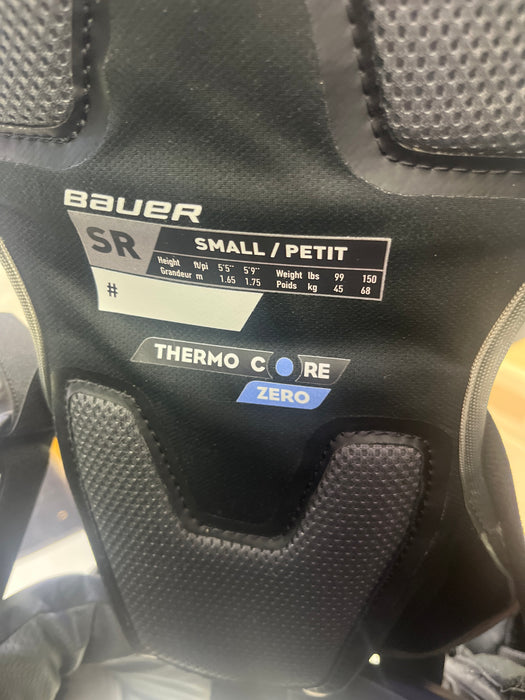 BAUER
SR SMALL / PETIT
Height ft/pi 5'5" 5'9" Weight lbs 99 150
Grandeur m 1.65 1.75 Poids kg 45 68
#
THERMO CORE
ZERO